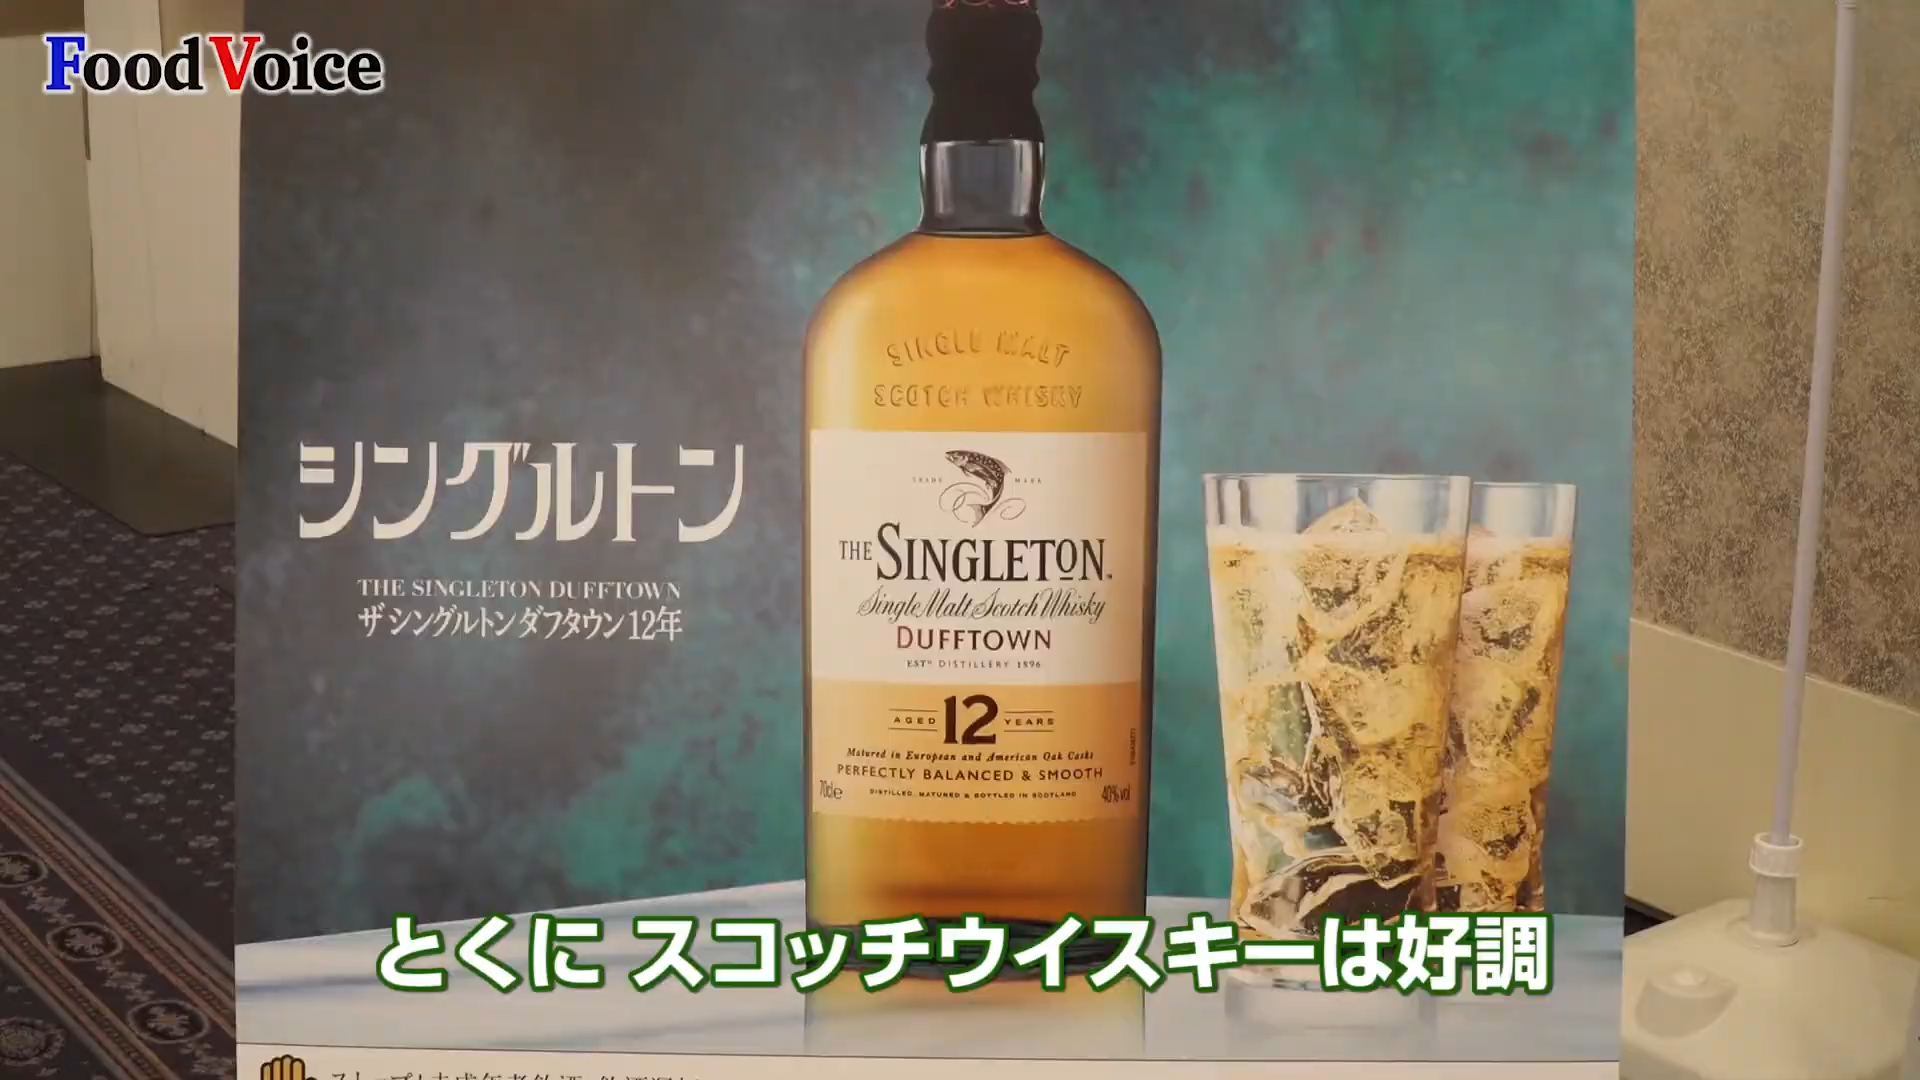 Food Voice
SINGLE MALT
SCOTCH WHISKY
シングルトン
THE SINGLETON DUFFTOWN
ザ シングルトン ダフタウン 12年
TRADE MARK
THE SINGLETON
Single Malt Scotch Whisky
DUFFTOWN
ESTD DISTILLERY 1896
AGED 12 YEARS
Matured in European and American Oak Casks
PERFECTLY BALANCED & SMOOTH
70cl e DISTILLED, MATURED & BOTTLED IN SCOTLAND 40% vol
とくに スコッチウイスキーは好調